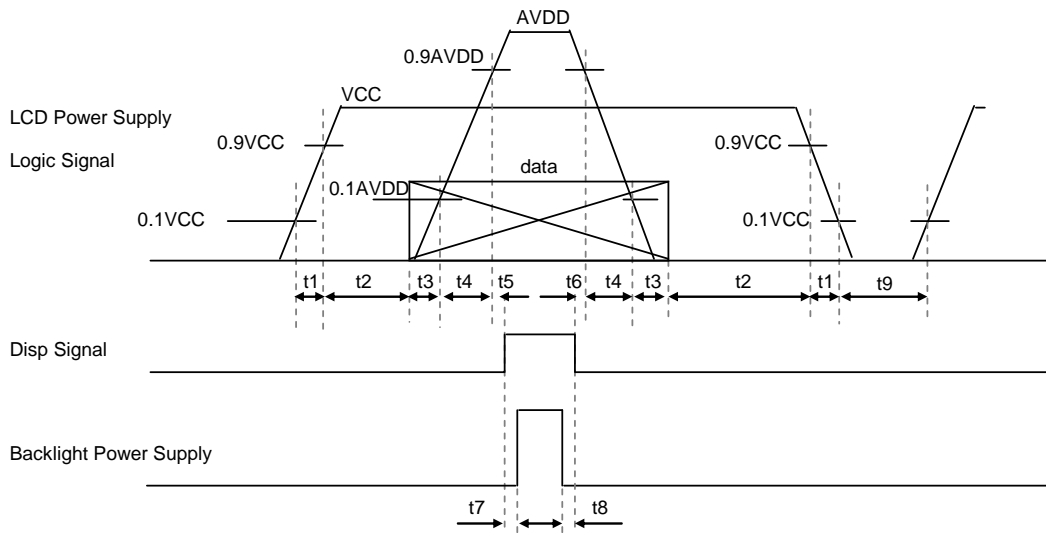 AVDD
0.9AVDD
VCC
LCD Power Supply
0.9VCC
0.9VCC
Logic Signal
data
0.1AVDD
0.1VCC
0.1VCC
t1 t2 t3 t4 t5 t6 t4 t3 t2 t1 t9
Disp Signal
Backlight Power Supply
t7 t8